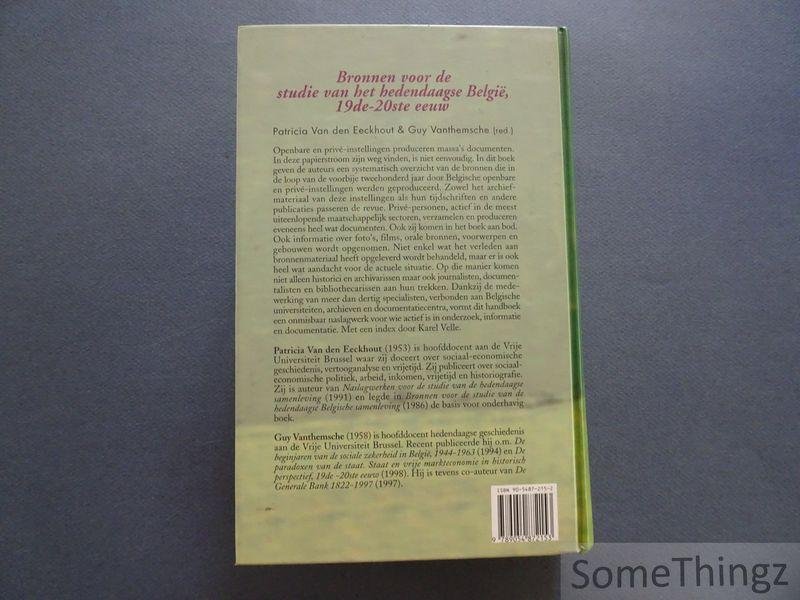 Bronnen voor de
studie van het hedendaagse België,
19de-20ste eeuw
Patricia Van den Eeckhout & Guy Vanthemsche (red.)
Openbare en privé-instellingen produceren massa's documenten.
In deze papierstroom zijn weg vinden, is niet eenvoudig. In dit boek
geven de auteurs een systematisch overzicht van de bronnen die in
de loop van de voorbije tweehonderd jaar door Belgische openbare
en privé-instellingen werden geproduceerd. Zowel het archief-
materiaal van deze instellingen als hun tijdschriften en andere
publicaties passeren de revue. Privé-personen, actief in de meest
uiteenlopende maatschappelijk sectoren, verzamelen en produceren
eveneens heel wat documenten. Ook zij komen in het boek aan bod.
Ook informatie over foto's, films, orale bronnen, voorwerpen en
gebouwen wordt opgenomen. Niet enkel wat het verleden aan
bronnenmateriaal heeft opgeleverd wordt behandeld, maar er is ook
heel wat aandacht voor de actuele situatie. Op die manier komen
niet alleen historici en archivarissen maar ook journalisten, documen-
talisten en bibliothecarissen aan hun trekken. Dankzij de mede-
werking van meer dan dertig specialisten, verbonden aan Belgische
universiteiten, archieven en documentatiecentra, vormt dit handboek
een onmisbaar naslagwerk voor wie actief is in onderzoek, informatie
en documentatie. Met een index door Karel Velle.
Patricia Van den Eeckhout (1953) is hoofddocent aan de Vrije
Universiteit Brussel waar zij doceert over sociaal-economische
geschiedenis, vertooganalyse en vrijetijd. Zij publiceert over sociaal-
economische politiek, arbeid, inkomen, vrijetijd en historiografie.
Zij is auteur van Naslagwerken voor de studie van de hedendaagse
samenleving (1991) en legde in Bronnen voor de studie van de
hedendaagse Belgische samenleving (1986) de basis voor onderhavig
boek.
Guy Vanthemsche (1958) is hoofddocent hedendaagse geschiedenis
aan de Vrije Universiteit Brussel. Recent publiceerde hij o.m. De
beginjaren van de sociale zekerheid in België, 1944-1963 (1994) en De
paradoxen van de staat. Staat en vrije markteconomie in historisch
perspectief, 19de -20ste eeuw (1998). Hij is tevens co-auteur van De
Generale Bank 1822-1997 (1997).
ISBN 90-5487-215-2
9 789054 872153
SomeThingz